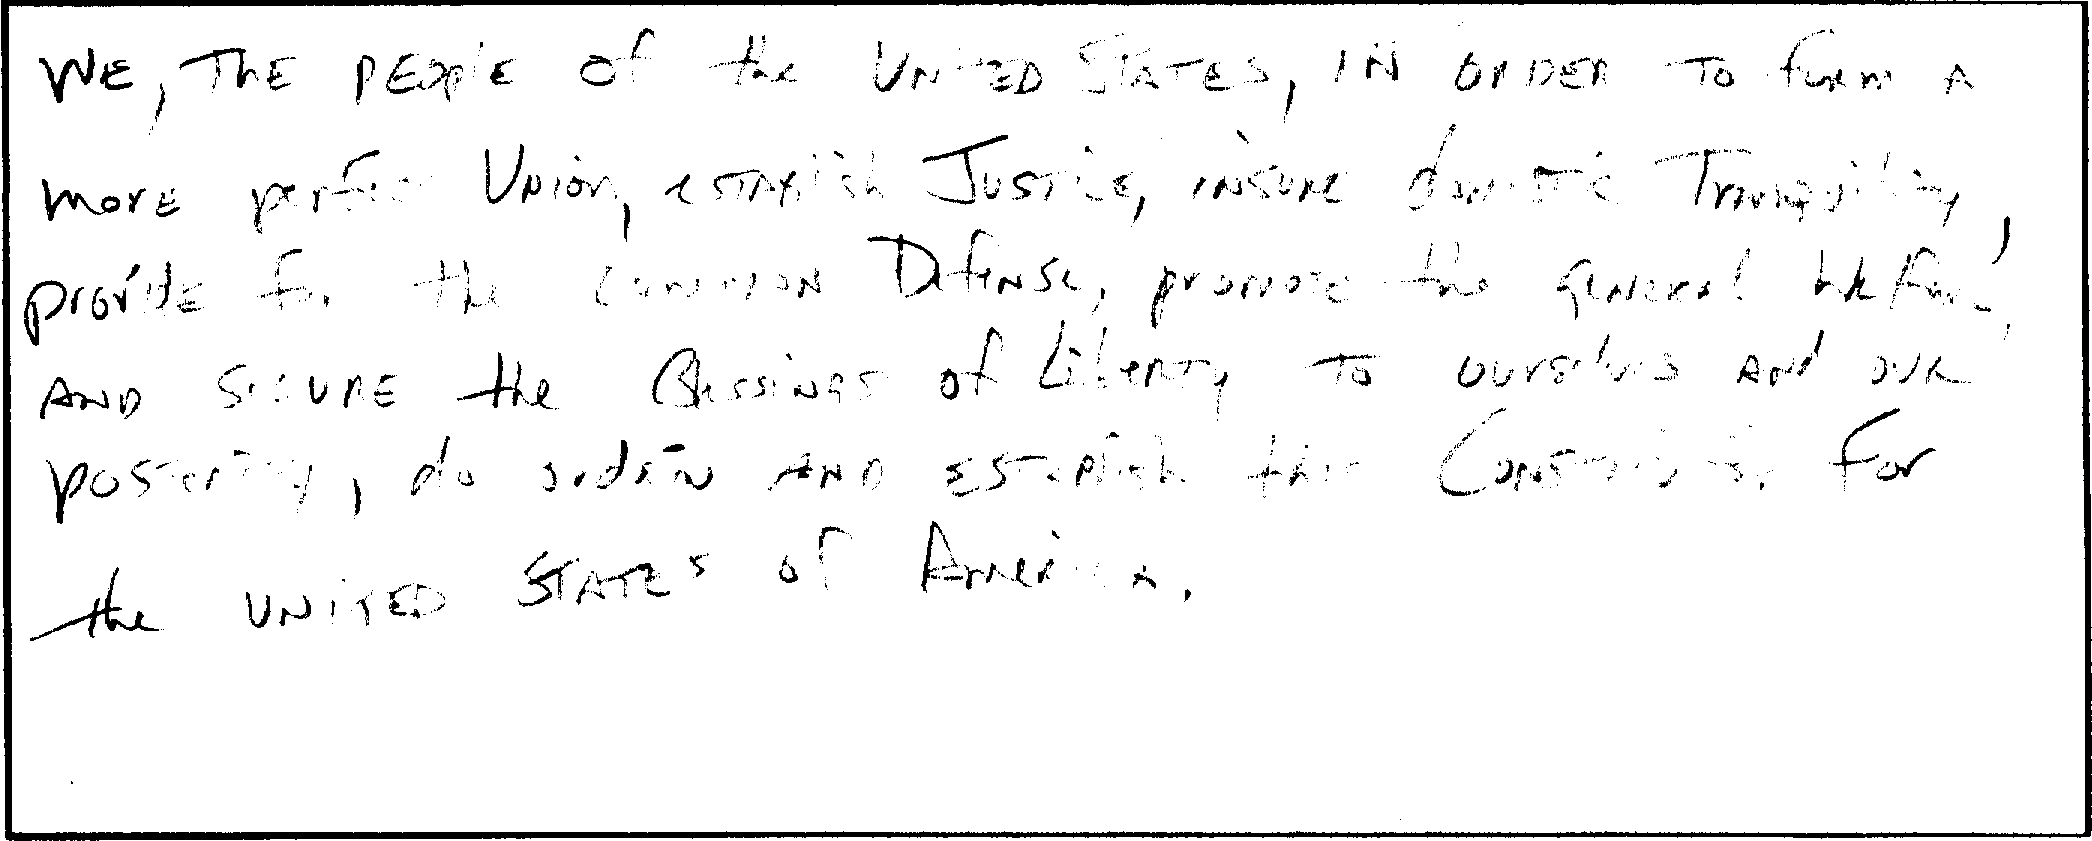 WE, THE PEOPLE of the UNITED STATES, IN ORDER TO form A
more perfect Union, establish JUSTICE, insure domestic Tranquility,
provide for the common Defense, promote the general Welfare,
AND SECURE the Blessings of Liberty TO ourselves AND our
posterity, do ordain AND establish this Constitution For
the UNITED STATES of America.